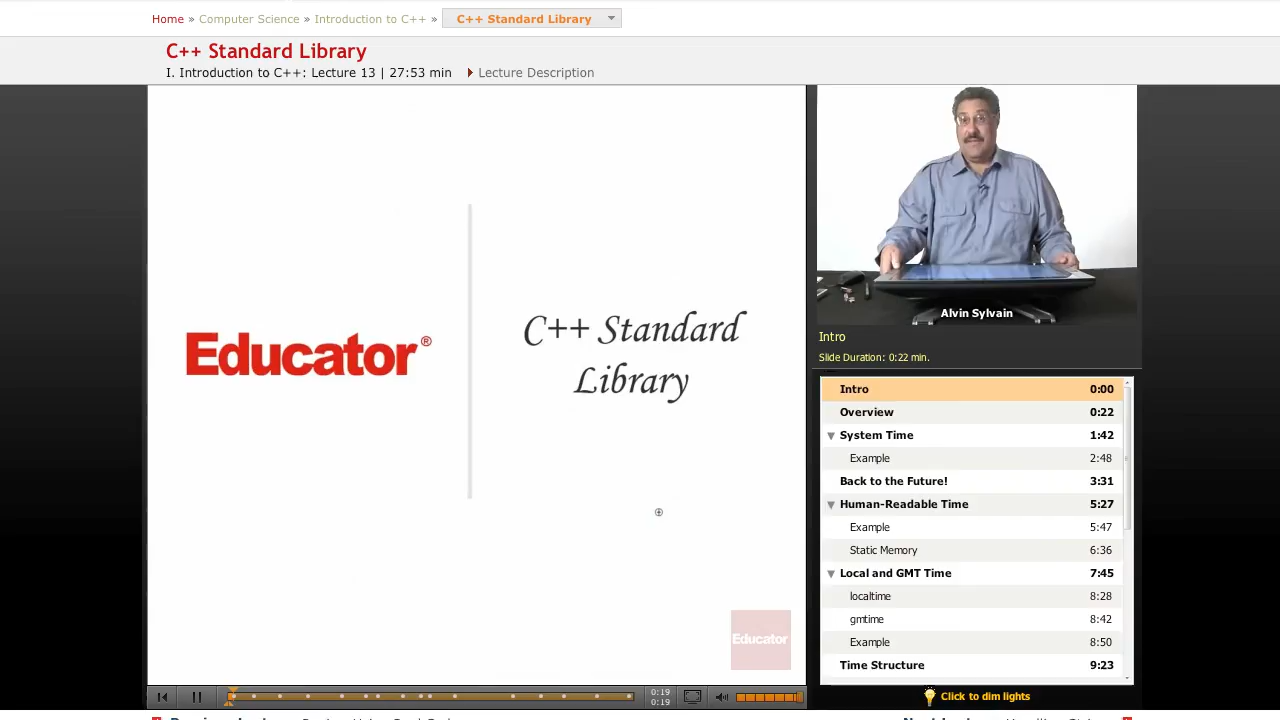 Home » Computer Science » Introduction to C++ » C++ Standard Library
C++ Standard Library
I. Introduction to C++: Lecture 13 | 27:53 min Lecture Description
Educator®
C++ Standard
Library
Educator
Alvin Sylvain
Intro
Slide Duration: 0:22 min.
Intro 0:00
Overview 0:22
System Time 1:42
Example 2:48
Back to the Future! 3:31
Human-Readable Time 5:27
Example 5:47
Static Memory 6:36
Local and GMT Time 7:45
localtime 8:28
gmtime 8:42
Example 8:50
Time Structure 9:23
0:19
0:19
Click to dim lights